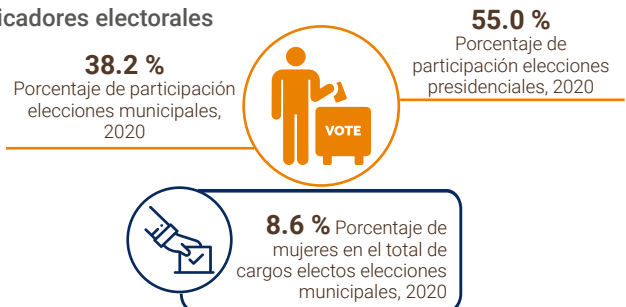 icadores electorales
38.2 %
Porcentaje de participación
elecciones municipales,
2020
VOTE
55.0 %
Porcentaje de
participación elecciones
presidenciales, 2020
8.6 % Porcentaje de
mujeres en el total de
cargos electos elecciones
municipales, 2020